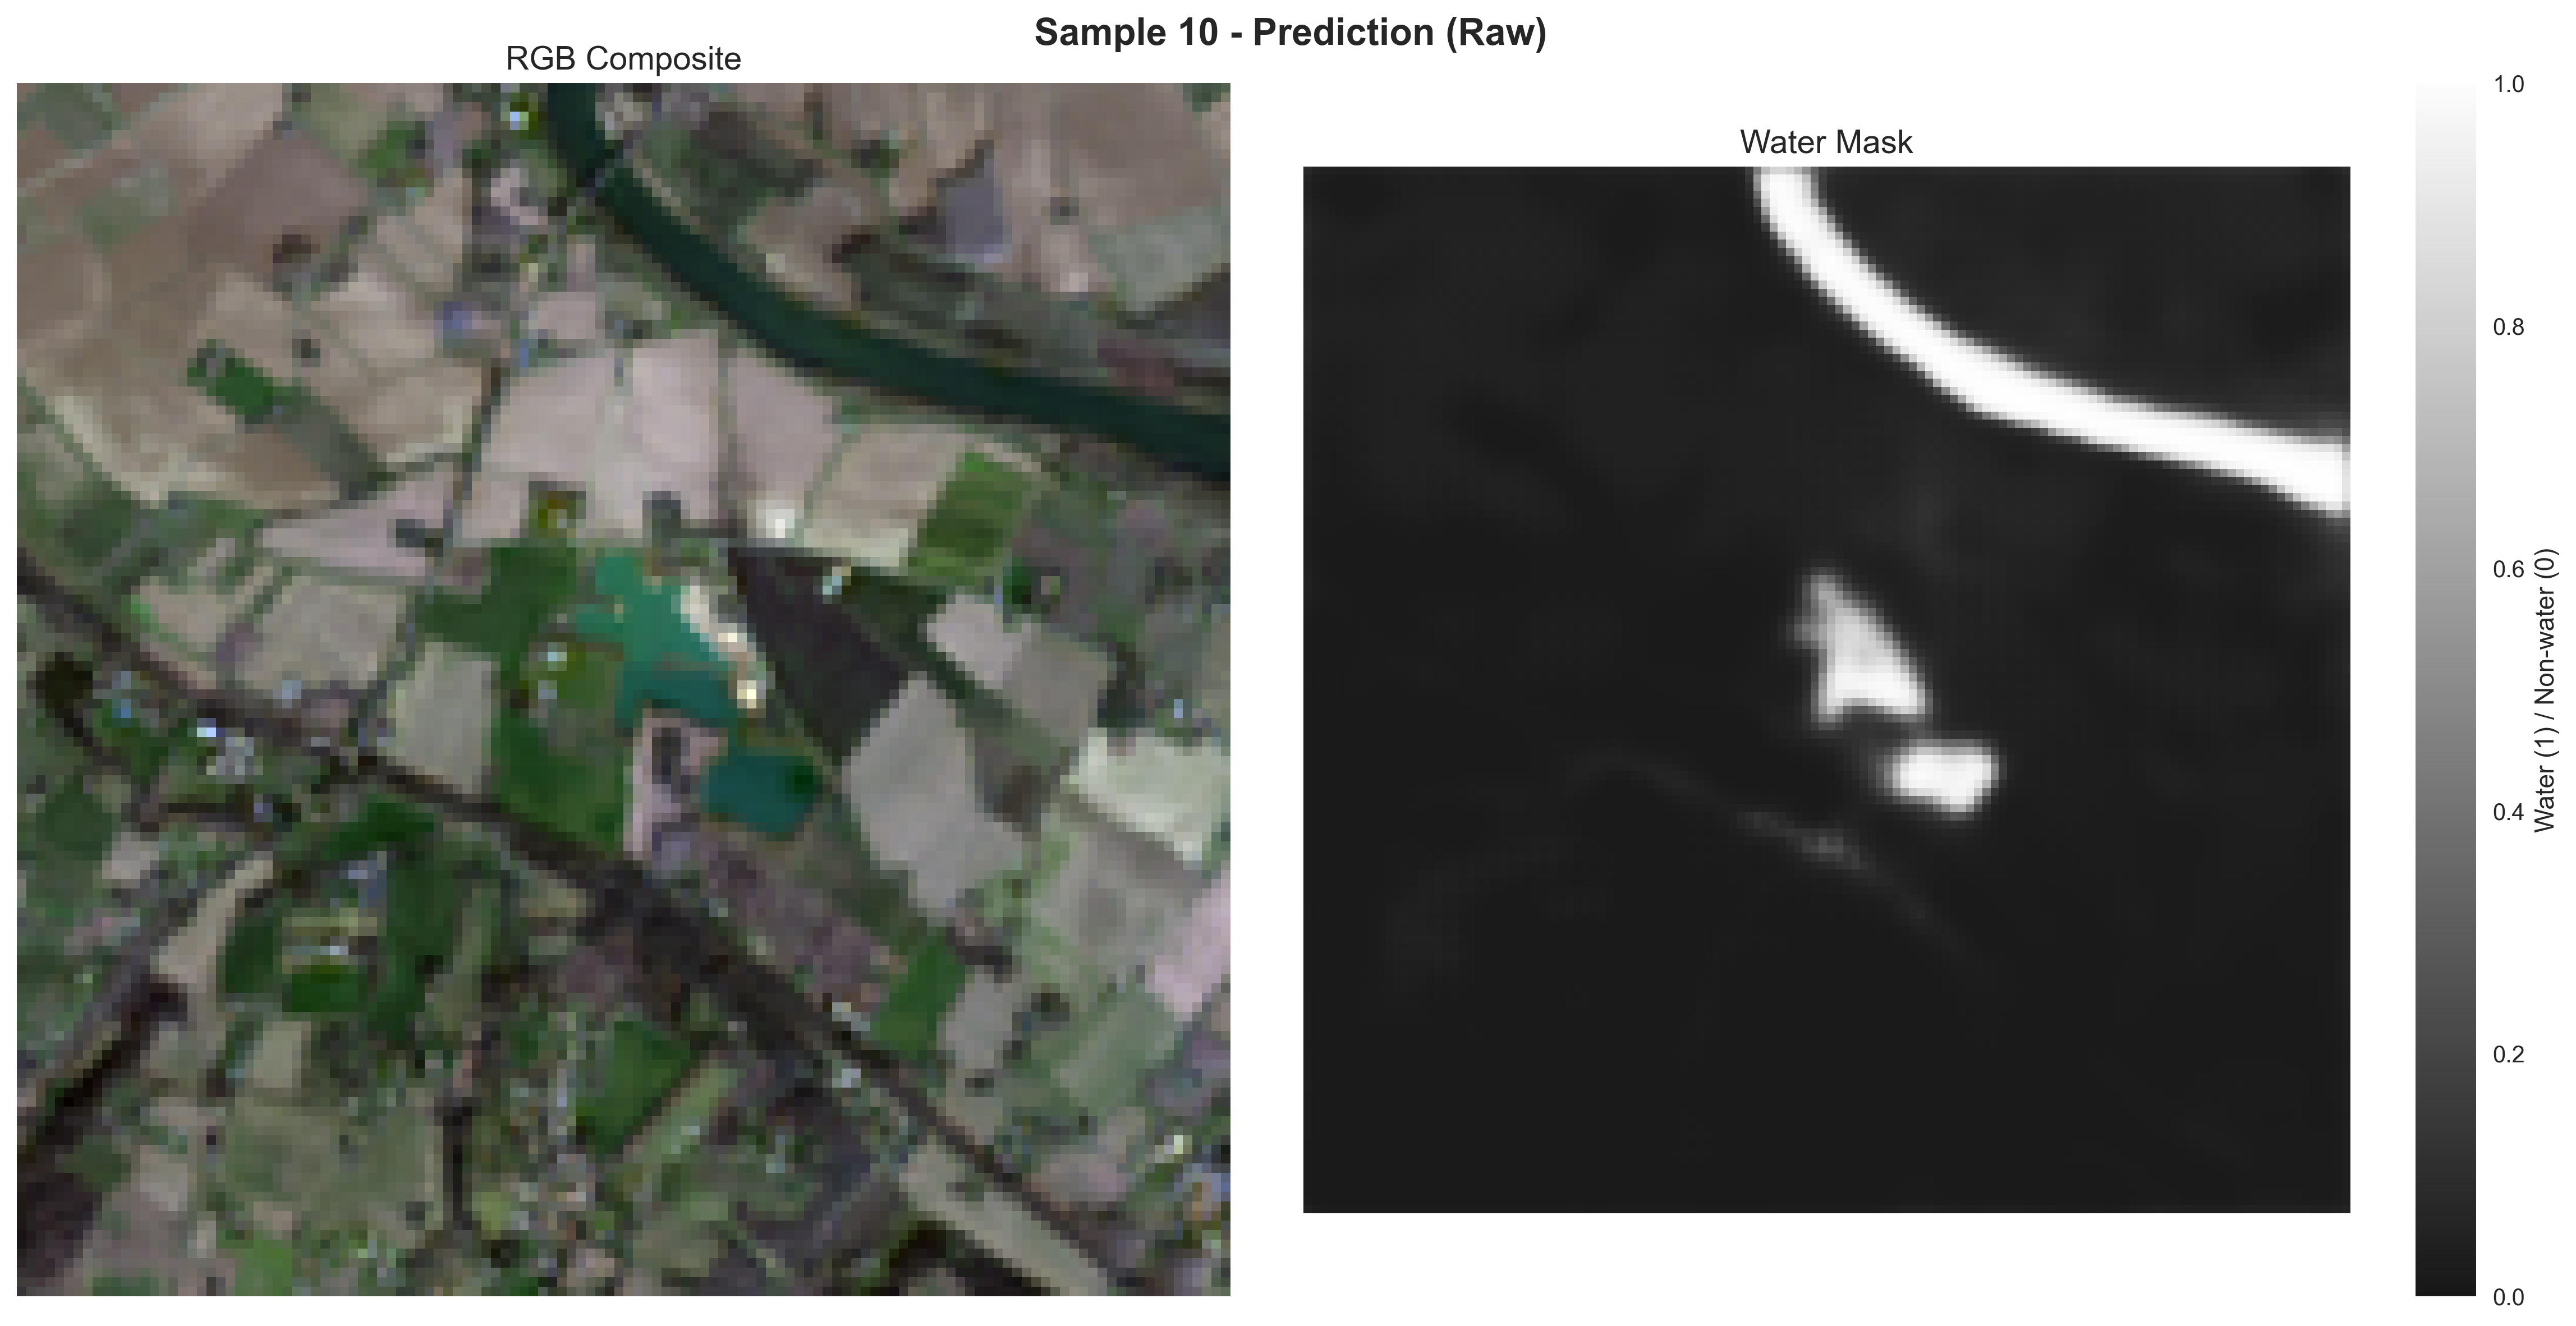 Sample 10 - Prediction (Raw)
RGB Composite
Water Mask
1.0
0.8
0.6
0.4
0.2
0.0
Water (1) / Non-water (0)